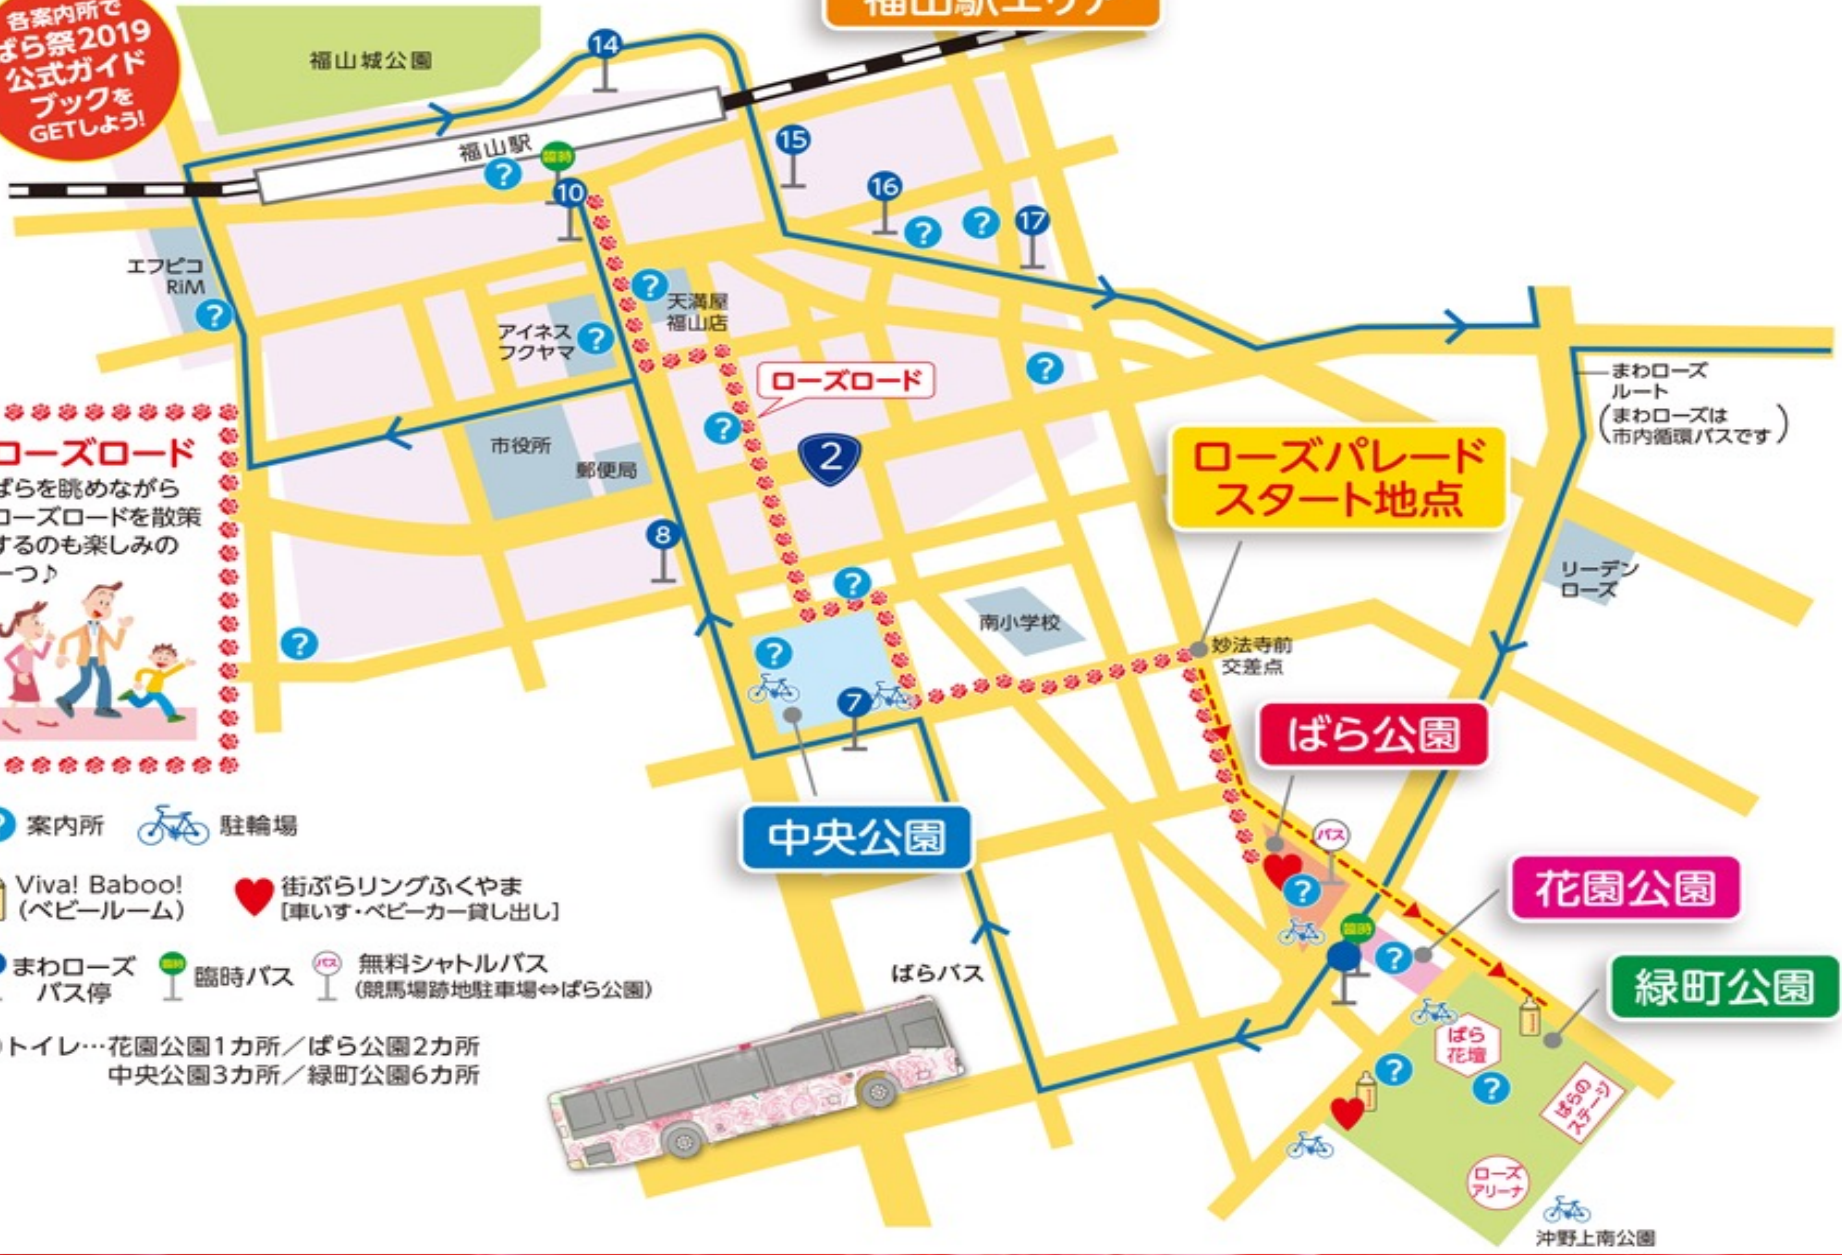 福山駅エリア
各案内所で
ばら祭2019
公式ガイド
ブックを
GETしよう!
福山城公園
14
福山駅
臨時
?
10
15
16
?
?
17
エフピコ
RiM
?
?
天満屋
福山店
アイネス
フクヤマ
?
ローズロード
?
?
2
市役所
郵便局
8
まわローズ
ルート
(まわローズは
市内循環バスです)
ローズパレード
スタート地点
リーデン
ローズ
ローズロード
ばらを眺めながら
ローズロードを散策
するのも楽しみの
一つ♪
?
?
?
7
南小学校
妙法寺前
交差点
ばら公園
中央公園
バス
?
臨時
?
花園公園
緑町公園
ばら
花壇
?
?
ばらの
ステージ
ローズ
アリーナ
沖野上南公園
ばらバス
? 案内所
駐輪場
Viva! Baboo!
(ベビールーム)
街ぶらリングふくやま
[車いす・ベビーカー貸し出し]
まわローズ
バス停
臨時 臨時バス
バス 無料シャトルバス
(競馬場跡地駐車場⇔ばら公園)
トイレ…花園公園1カ所/ばら公園2カ所
中央公園3カ所/緑町公園6カ所